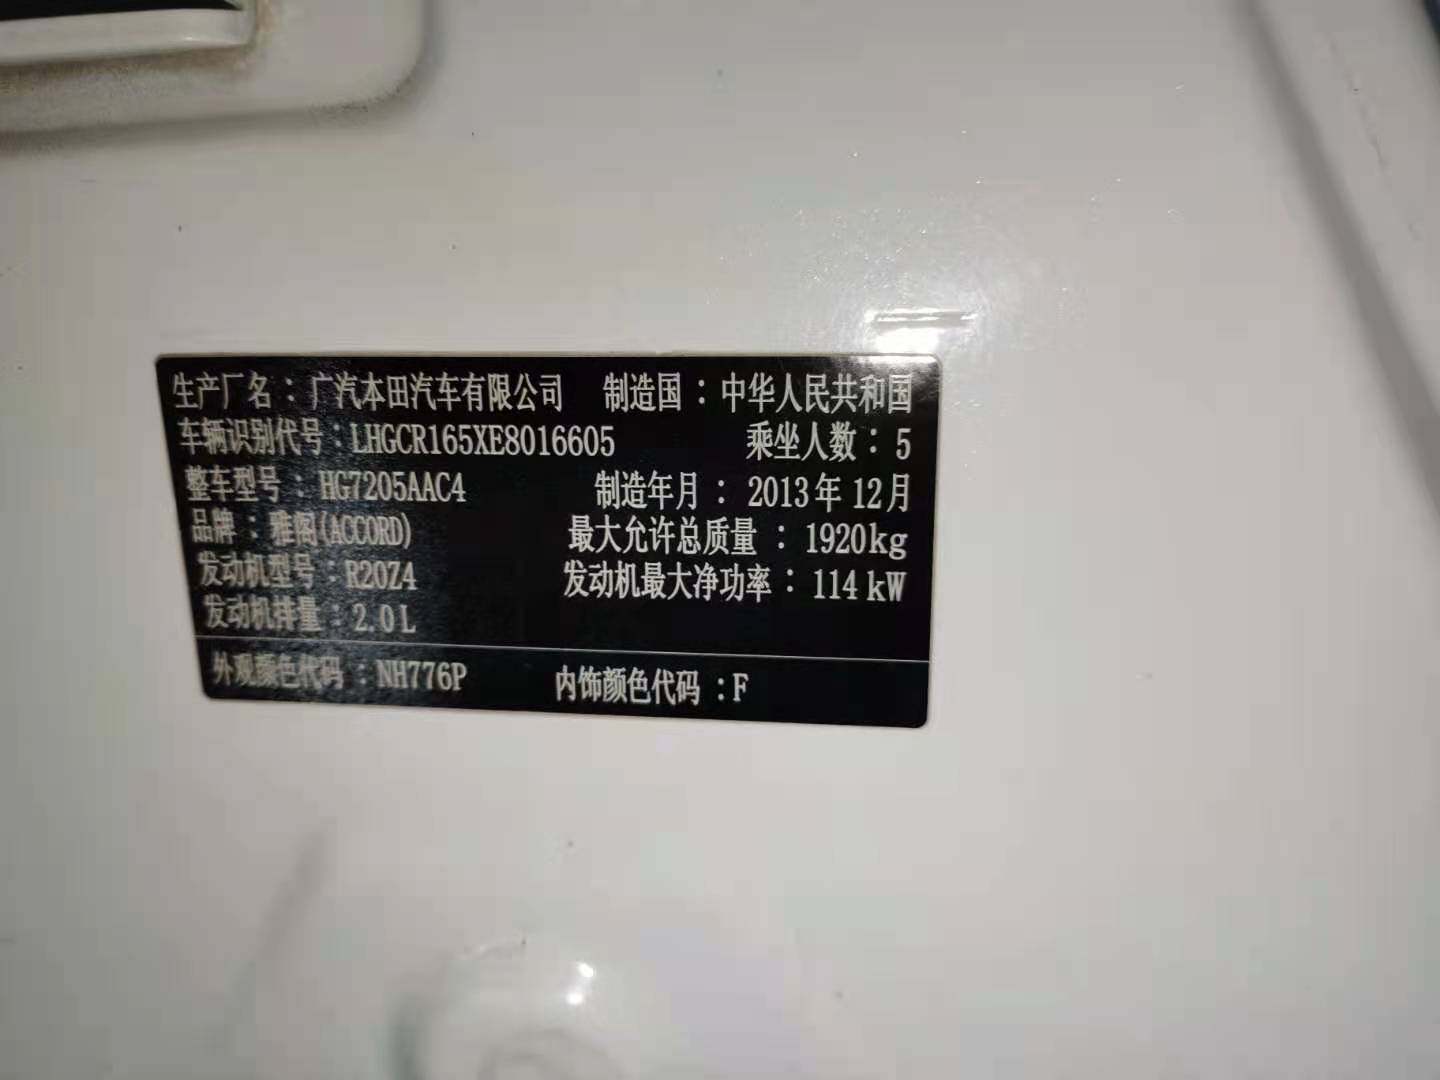 生产厂名：广汽本田汽车有限公司 制造国：中华人民共和国
车辆识别代号：LHGCR165XE8016605 乘坐人数：5
整车型号：HG7205AAC4 制造年月：2013年12月
品牌：雅阁(ACCORD) 最大允许总质量：1920kg
发动机型号：R20Z4 发动机最大净功率：114kW
发动机排量：2.0L
外观颜色代码：NH776P 内饰颜色代码：F